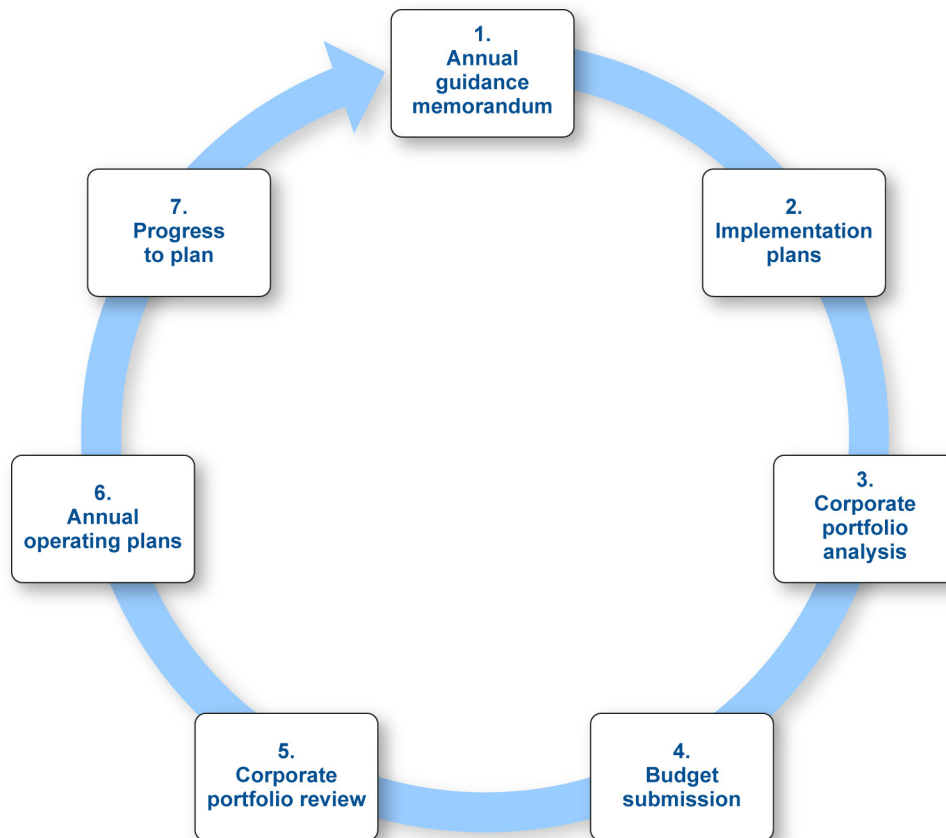 1.
Annual
guidance
memorandum
2.
Implementation
plans
3.
Corporate
portfolio
analysis
4.
Budget
submission
5.
Corporate
portfolio review
6.
Annual
operating plans
7.
Progress
to plan